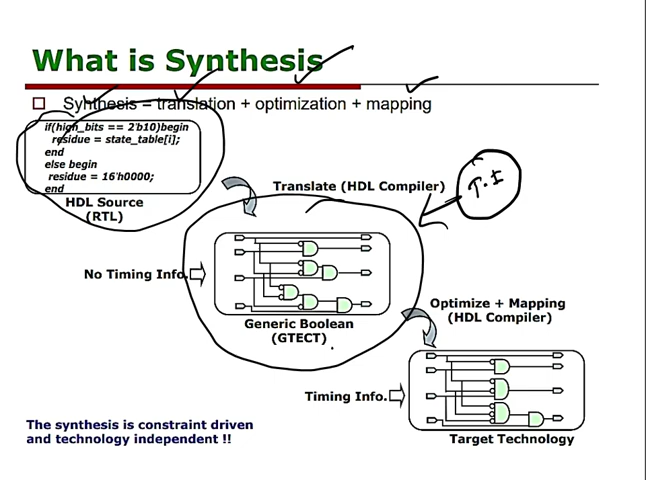 What is Synthesis
Synthesis = translation + optimization + mapping
if(high_bits == 2'b10)begin
residue = state_table[i];
end
else begin
residue = 16'h0000;
end
HDL Source
(RTL)
Translate (HDL Compiler)
T.I
No Timing Info.
Generic Boolean
(GTECT)
Optimize + Mapping
(HDL Compiler)
Timing Info.
Target Technology
The synthesis is constraint driven
and technology independent !!